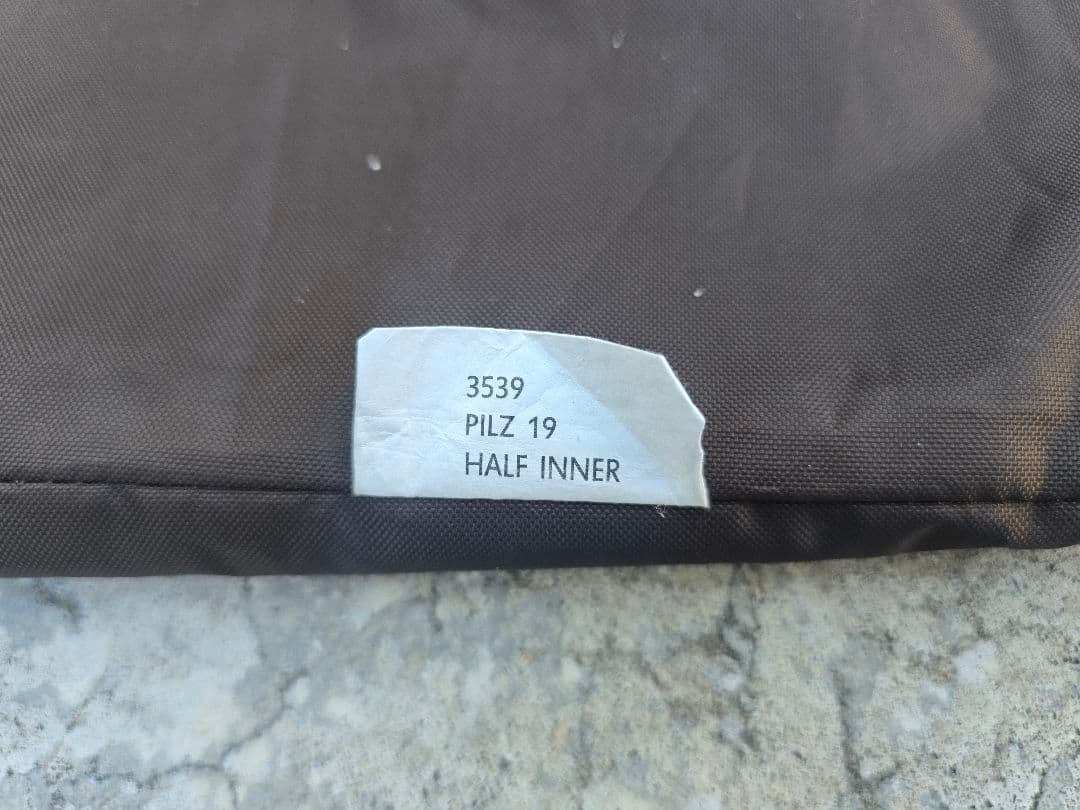 3539
PILZ 19
HALF INNER